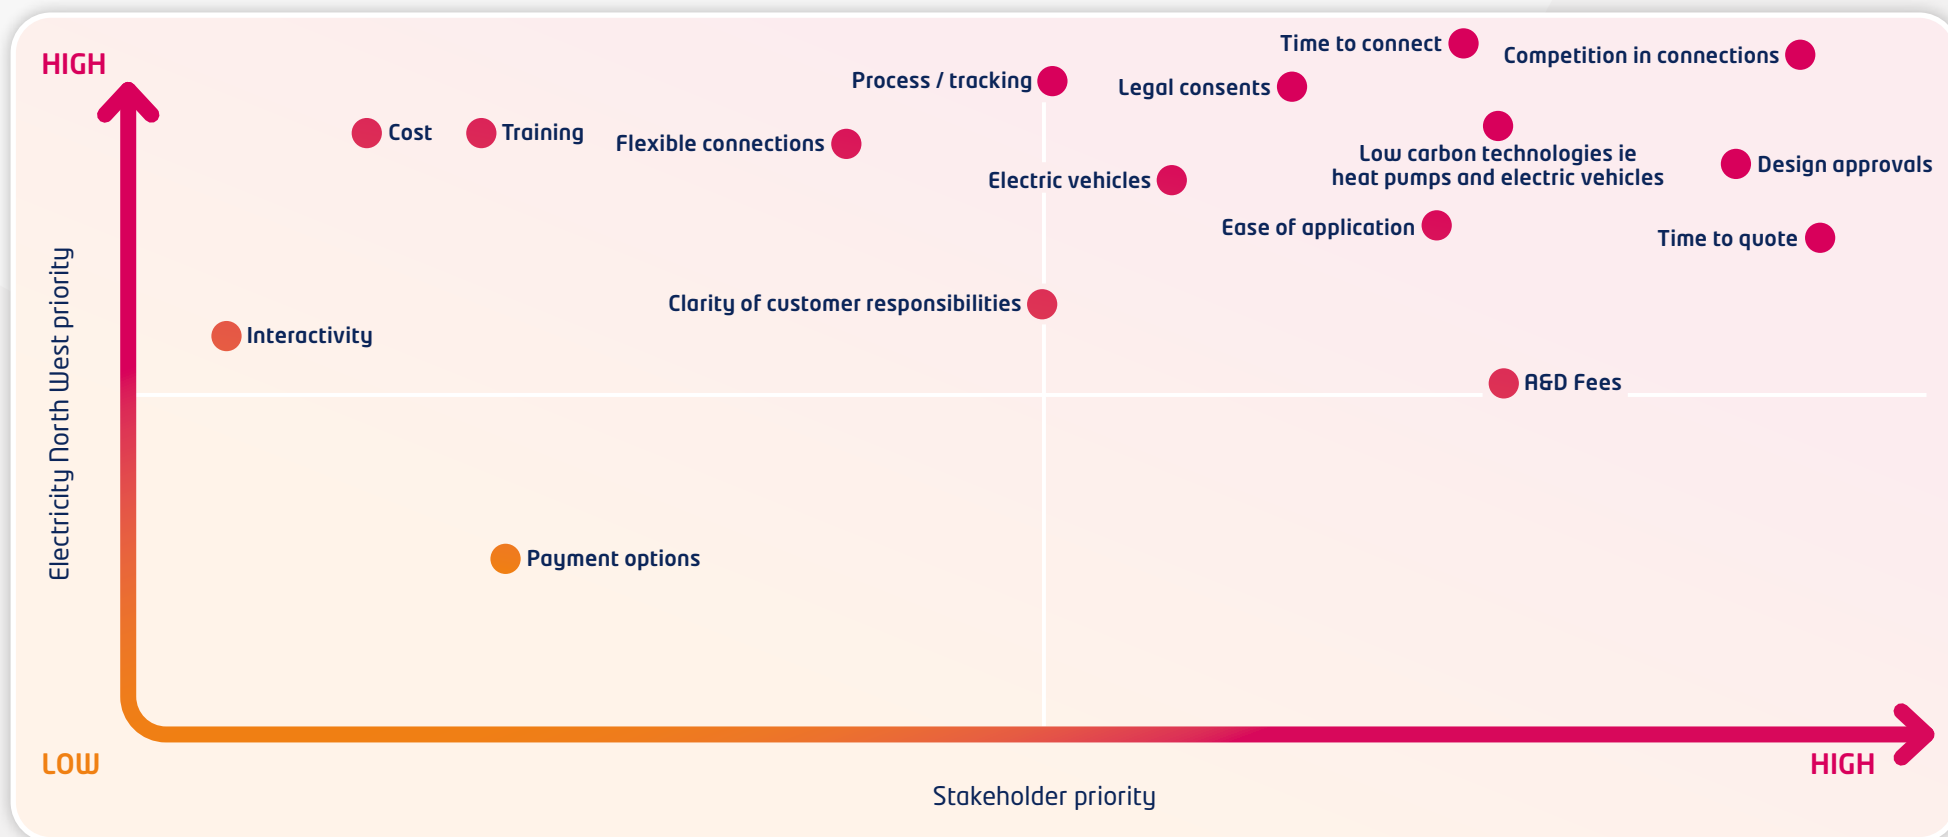 HIGH
Time to connect
Competition in connections
Process / tracking
Legal consents
Cost
Training
Flexible connections
Low carbon technologies ie
heat pumps and electric vehicles
Design approvals
Electric vehicles
Ease of application
Time to quote
Clarity of customer responsibilities
Interactivity
A&D Fees
Electricity North West priority
Payment options
LOW
HIGH
Stakeholder priority